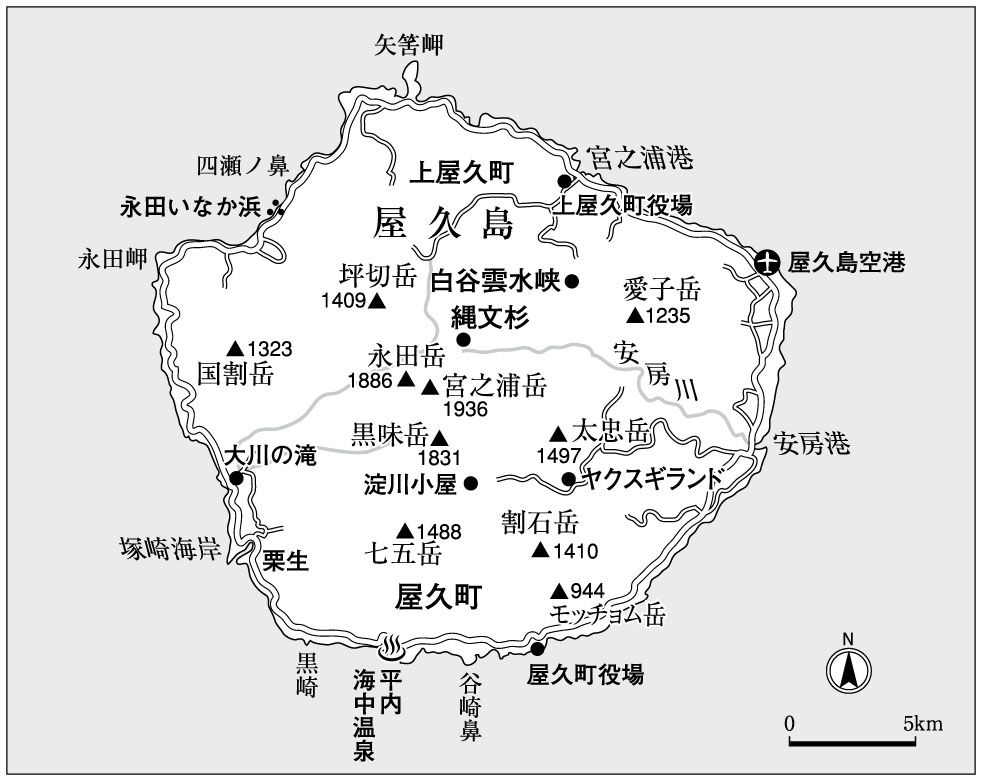 矢筈岬
四瀬ノ鼻
永田いなか浜
永田岬
上屋久町
宮之浦港
上屋久町役場
屋久島
屋久島空港
坪切岳
1409
白谷雲水峡
愛子岳
1235
縄文杉
1323
国割岳
永田岳
1886
宮之浦岳
1936
安房川
黒味岳
1831
太忠岳
1497
安房港
大川の滝
淀川小屋
ヤクスギランド
塚崎海岸
栗生
1488
七五岳
割石岳
1410
屋久町
944
モッチョム岳
黒崎
平内
海中温泉
谷崎鼻
屋久町役場
N
0
5km